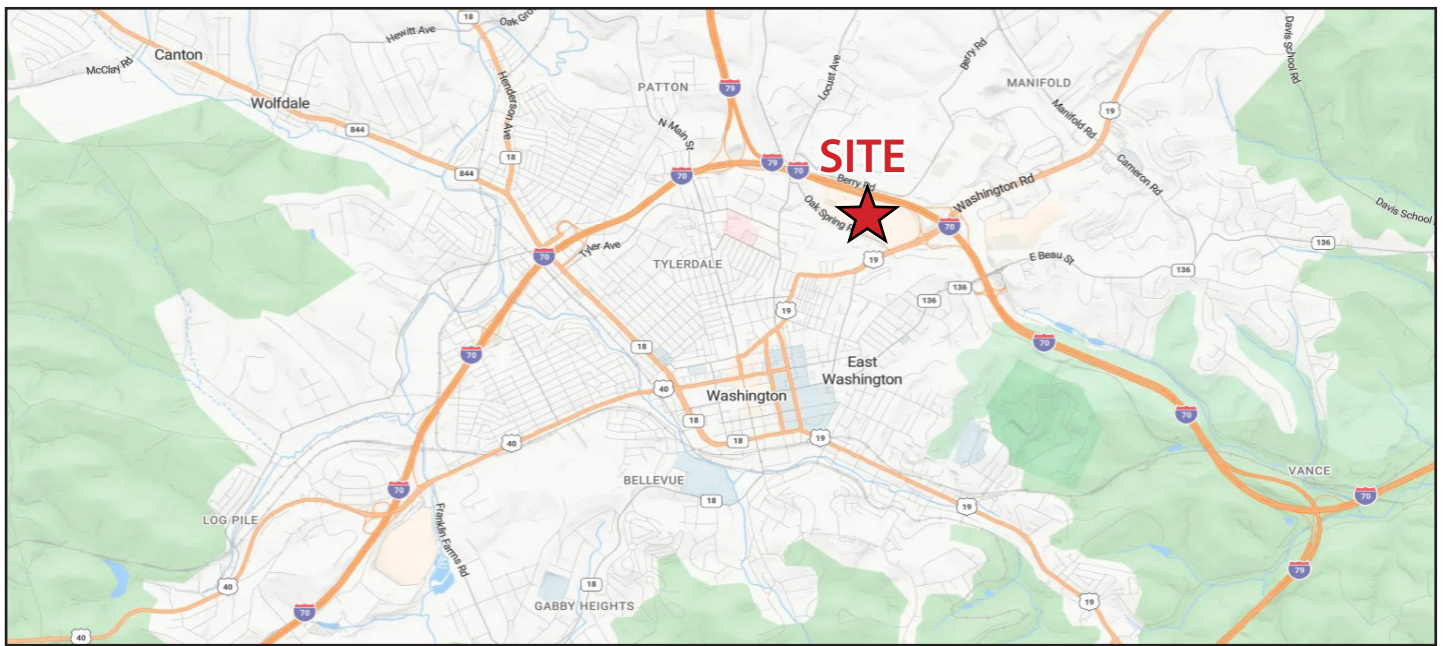 18
Oak Gro
Hewitt Ave
Canton
McClay Rd
Wolfdale
844
Henderson Ave
18
844
PATTON
79
N Main St
70
79
70
Locust Ave
Berry Rd
MANIFOLD
Manifold Rd
19
Davis School Rd
Cameron Rd
Davis School
SITE
Berry Rd
Oak Spring R
Washington Rd
70
19
136
E Beau St
136
136
136
70
Tyler Ave
TYLERDALE
19
70
18
40
East
Washington
Washington
70
70
18
18
19
40
BELLEVUE
18
VANCE
70
19
79
70
LOG PILE
Franklin Farms Rd
40
18
GABBY HEIGHTS
70
40
19